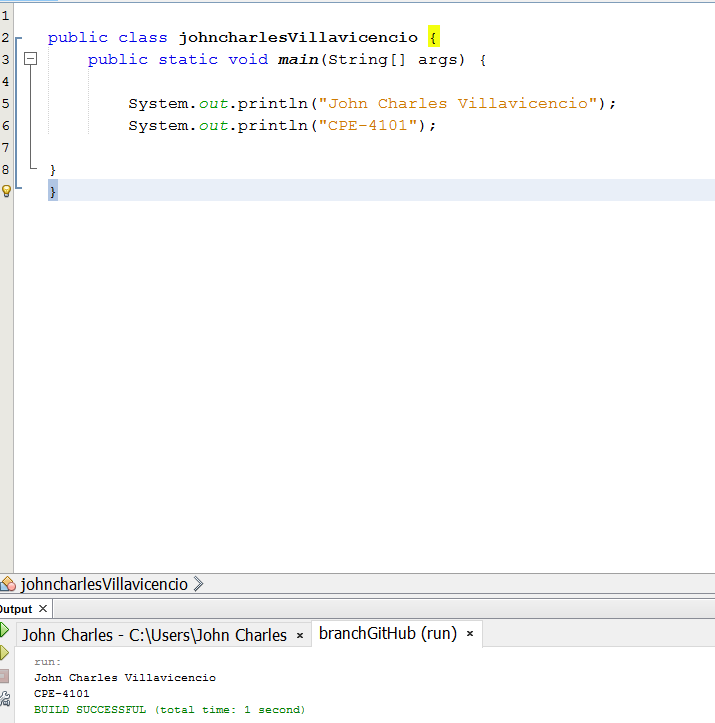 1
2 public class johncharlesVillavicencio {
3 public static void main(String[] args) {
4
5 System.out.println("John Charles Villavicencio");
6 System.out.println("CPE-4101");
7
8 }
}
johncharlesVillavicencio
Output ×
John Charles - C:\Users\John Charles × branchGitHub (run) ×
run:
John Charles Villavicencio
CPE-4101
BUILD SUCCESSFUL (total time: 1 second)